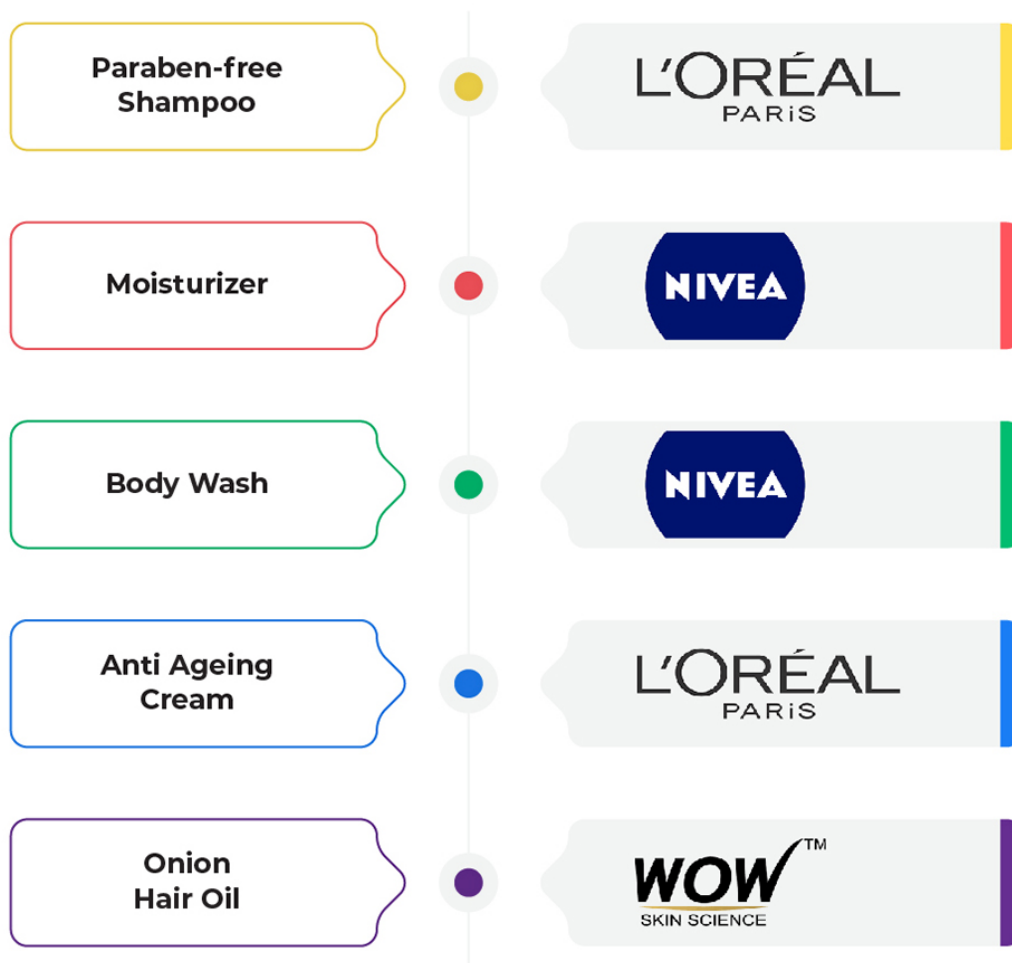 Paraben-free
Shampoo
L'ORÉAL
PARiS
Moisturizer
NIVEA
Body Wash
NIVEA
Anti Ageing
Cream
L'ORÉAL
PARiS
Onion
Hair Oil
WOW™
SKIN SCIENCE